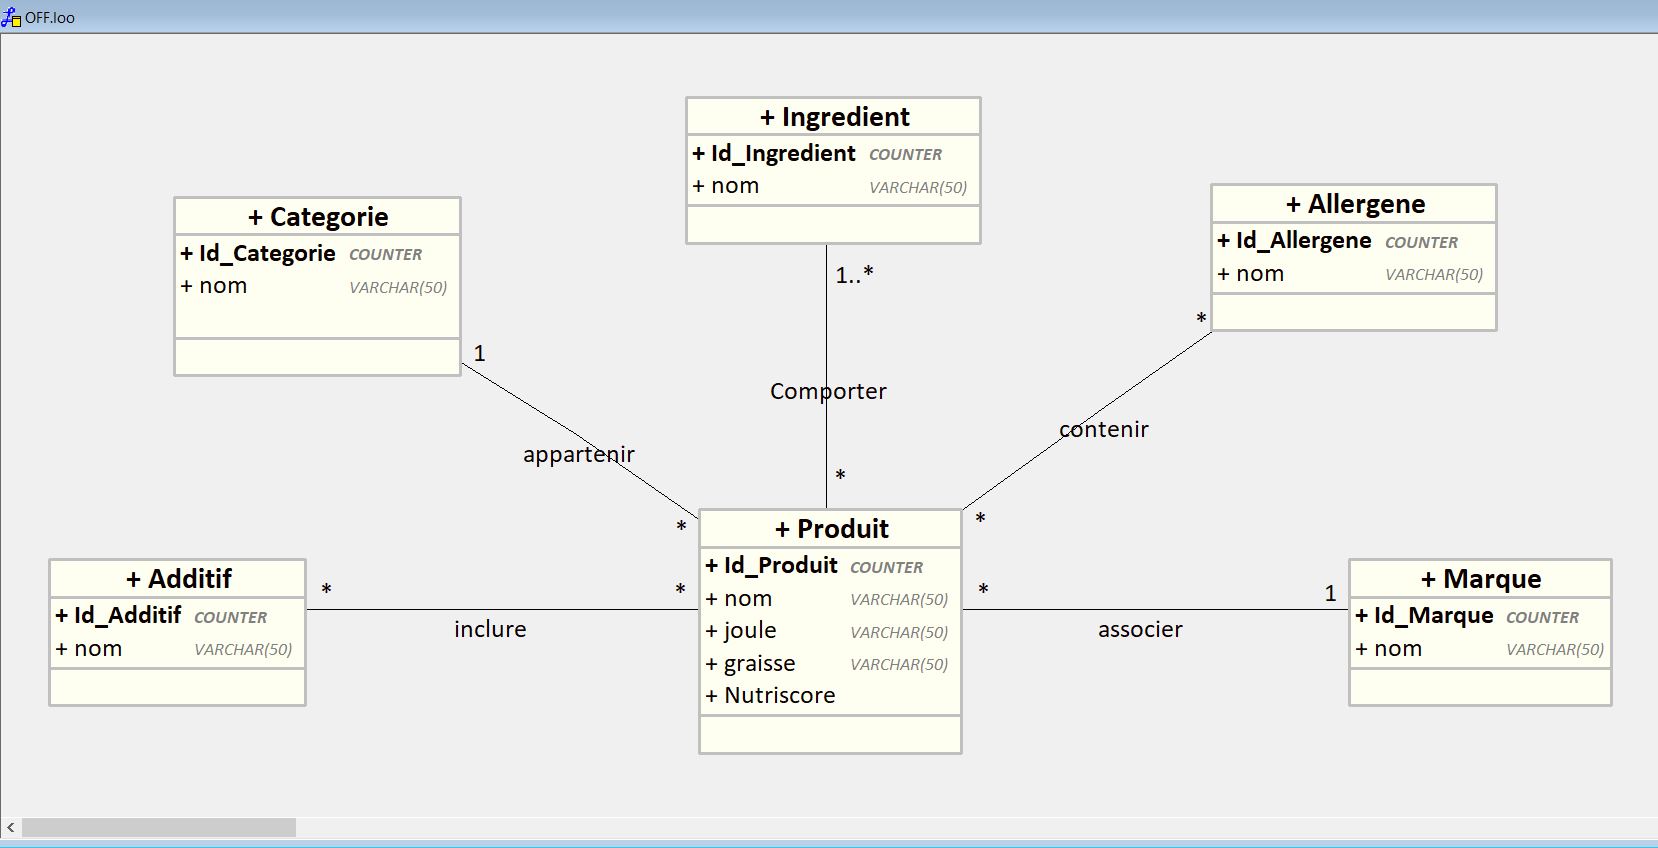 OFF.loo
+ Ingredient
+ Id_Ingredient COUNTER
+ nom VARCHAR(50)
+ Categorie
+ Id_Categorie COUNTER
+ nom VARCHAR(50)
+ Allergene
+ Id_Allergene COUNTER
+ nom VARCHAR(50)
1..*
*
1
Comporter
contenir
appartenir
*
*
*
+ Produit
+ Id_Produit COUNTER
+ nom VARCHAR(50)
+ joule VARCHAR(50)
+ graisse VARCHAR(50)
+ Nutriscore
+ Additif
+ Id_Additif COUNTER
+ nom VARCHAR(50)
* *
inclure
* 1
associer
+ Marque
+ Id_Marque COUNTER
+ nom VARCHAR(50)